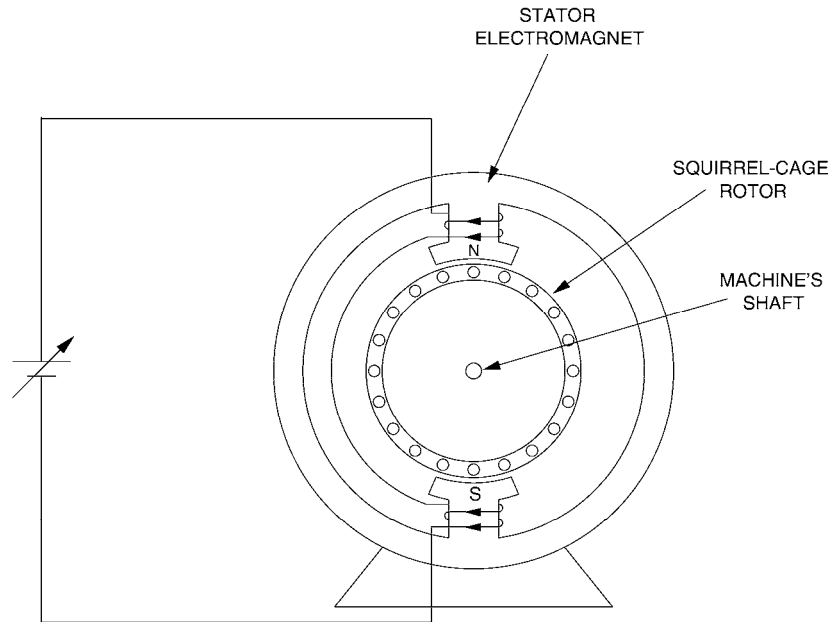 STATOR
ELECTROMAGNET
SQUIRREL-CAGE
ROTOR
N
MACHINE'S
SHAFT
S